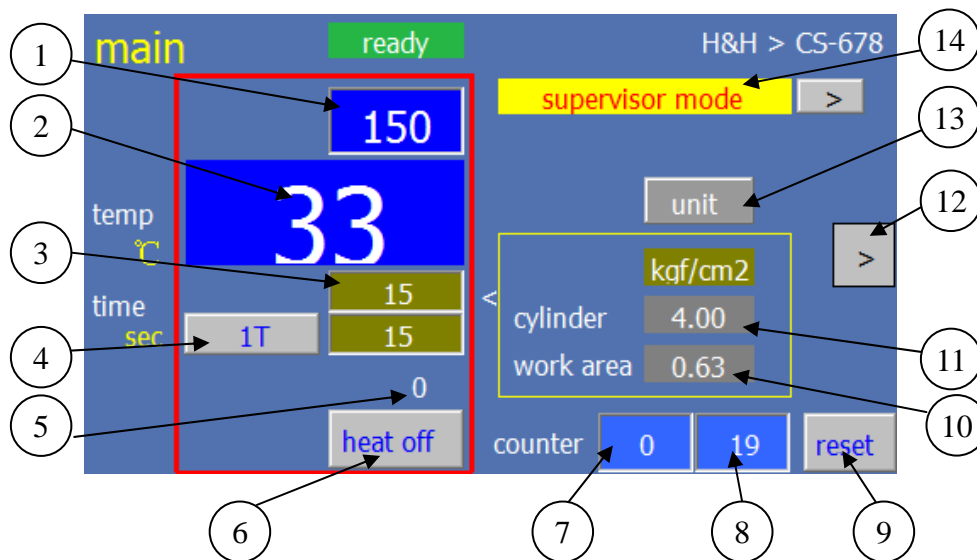 main
ready
H&H > CS-678
supervisor mode
>
150
33
temp
℃
unit
>
kgf/cm2
15
<
time
sec
1T
15
cylinder
4.00
work area
0.63
0
heat off
counter
0
19
reset
1
2
3
4
5
6
7
8
9
10
11
12
13
14